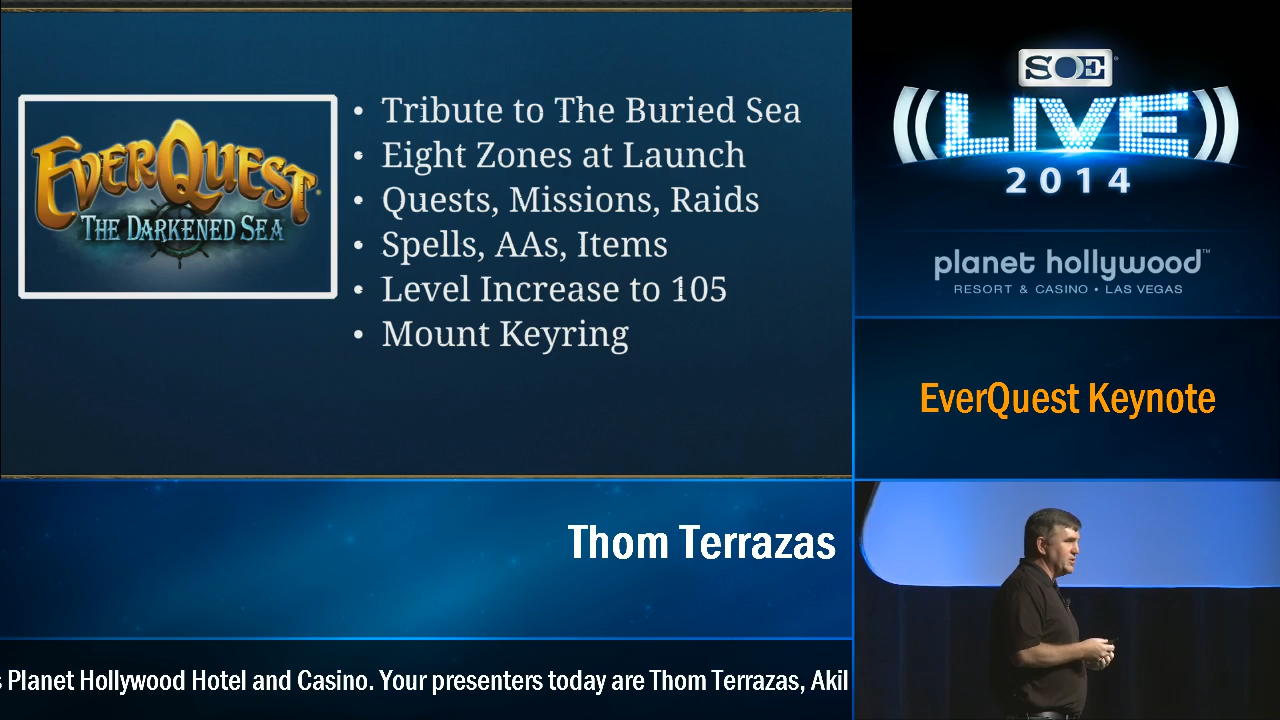 EVERQUEST
THE DARKENED SEA
• Tribute to The Buried Sea
• Eight Zones at Launch
• Quests, Missions, Raids
• Spells, AAs, Items
• Level Increase to 105
• Mount Keyring
SOE
LIVE
2014
planet hollywood™
RESORT & CASINO • LAS VEGAS
EverQuest Keynote
Thom Terrazas
s Planet Hollywood Hotel and Casino. Your presenters today are Thom Terrazas, Akil